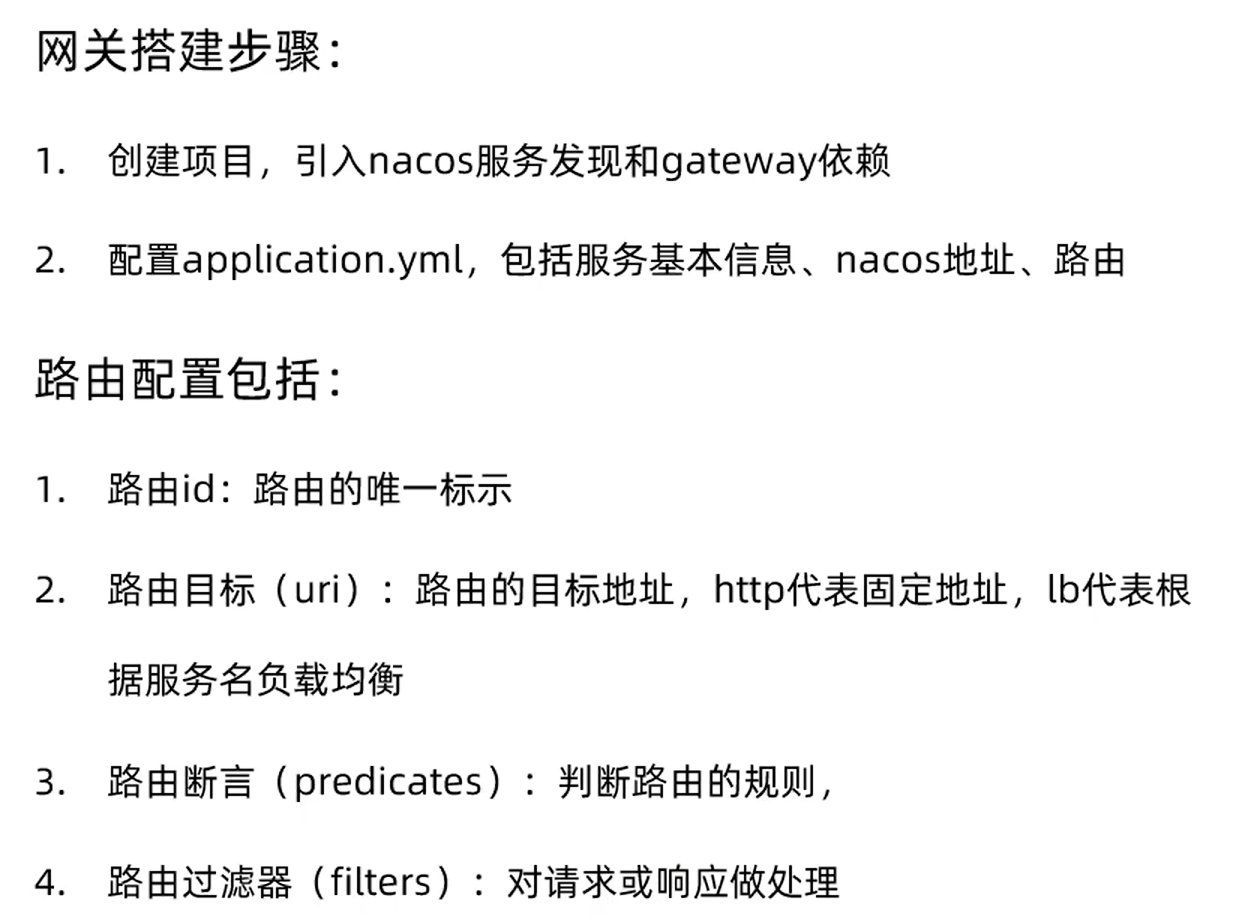 网关搭建步骤：
1. 创建项目，引入nacos服务发现和gateway依赖
2. 配置application.yml，包括服务基本信息、nacos地址、路由
路由配置包括：
1. 路由id：路由的唯一标示
2. 路由目标（uri）：路由的目标地址，http代表固定地址，lb代表根
据服务名负载均衡
3. 路由断言（predicates）：判断路由的规则，
4. 路由过滤器（filters）：对请求或响应做处理